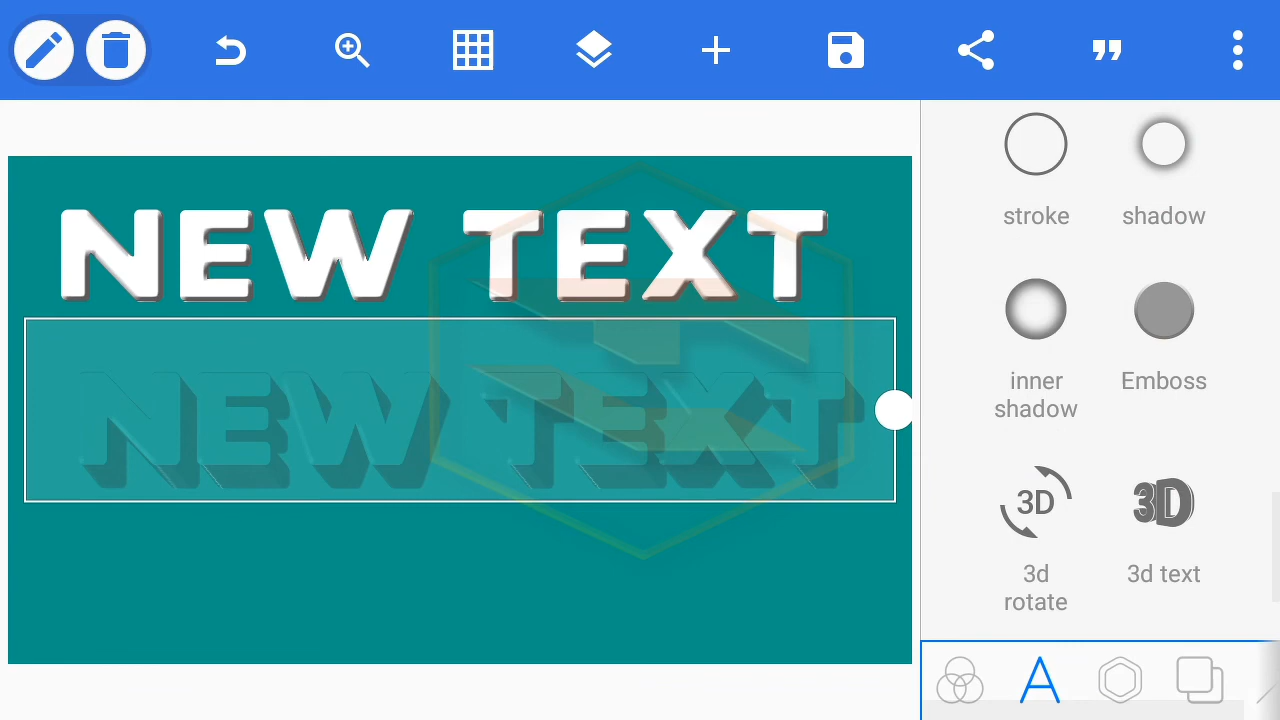 NEW TEXT
NEW TEXT
stroke
shadow
inner
shadow
Emboss
3D
3d
rotate
3D
3d text
A